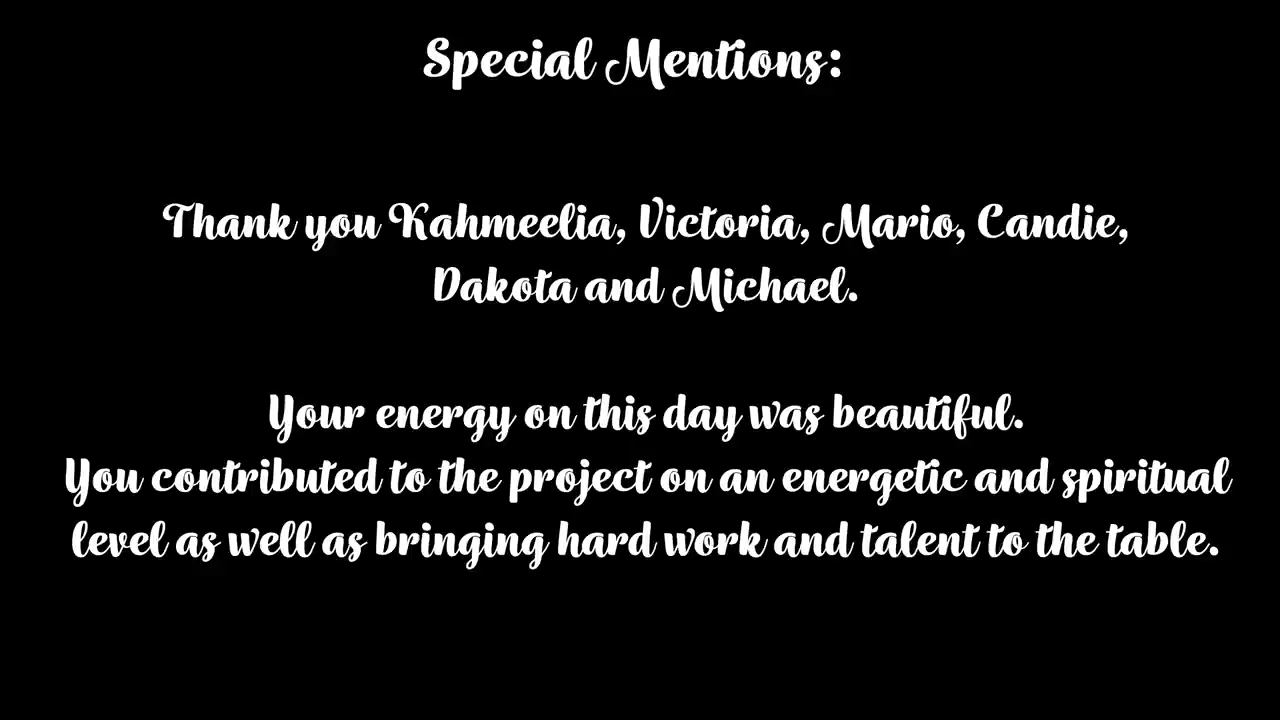 Special Mentions:
Thank you Kahmeelia, Victoria, Mario, Candie,
Dakota and Michael.
Your energy on this day was beautiful.
You contributed to the project on an energetic and spiritual
level as well as bringing hard work and talent to the table.